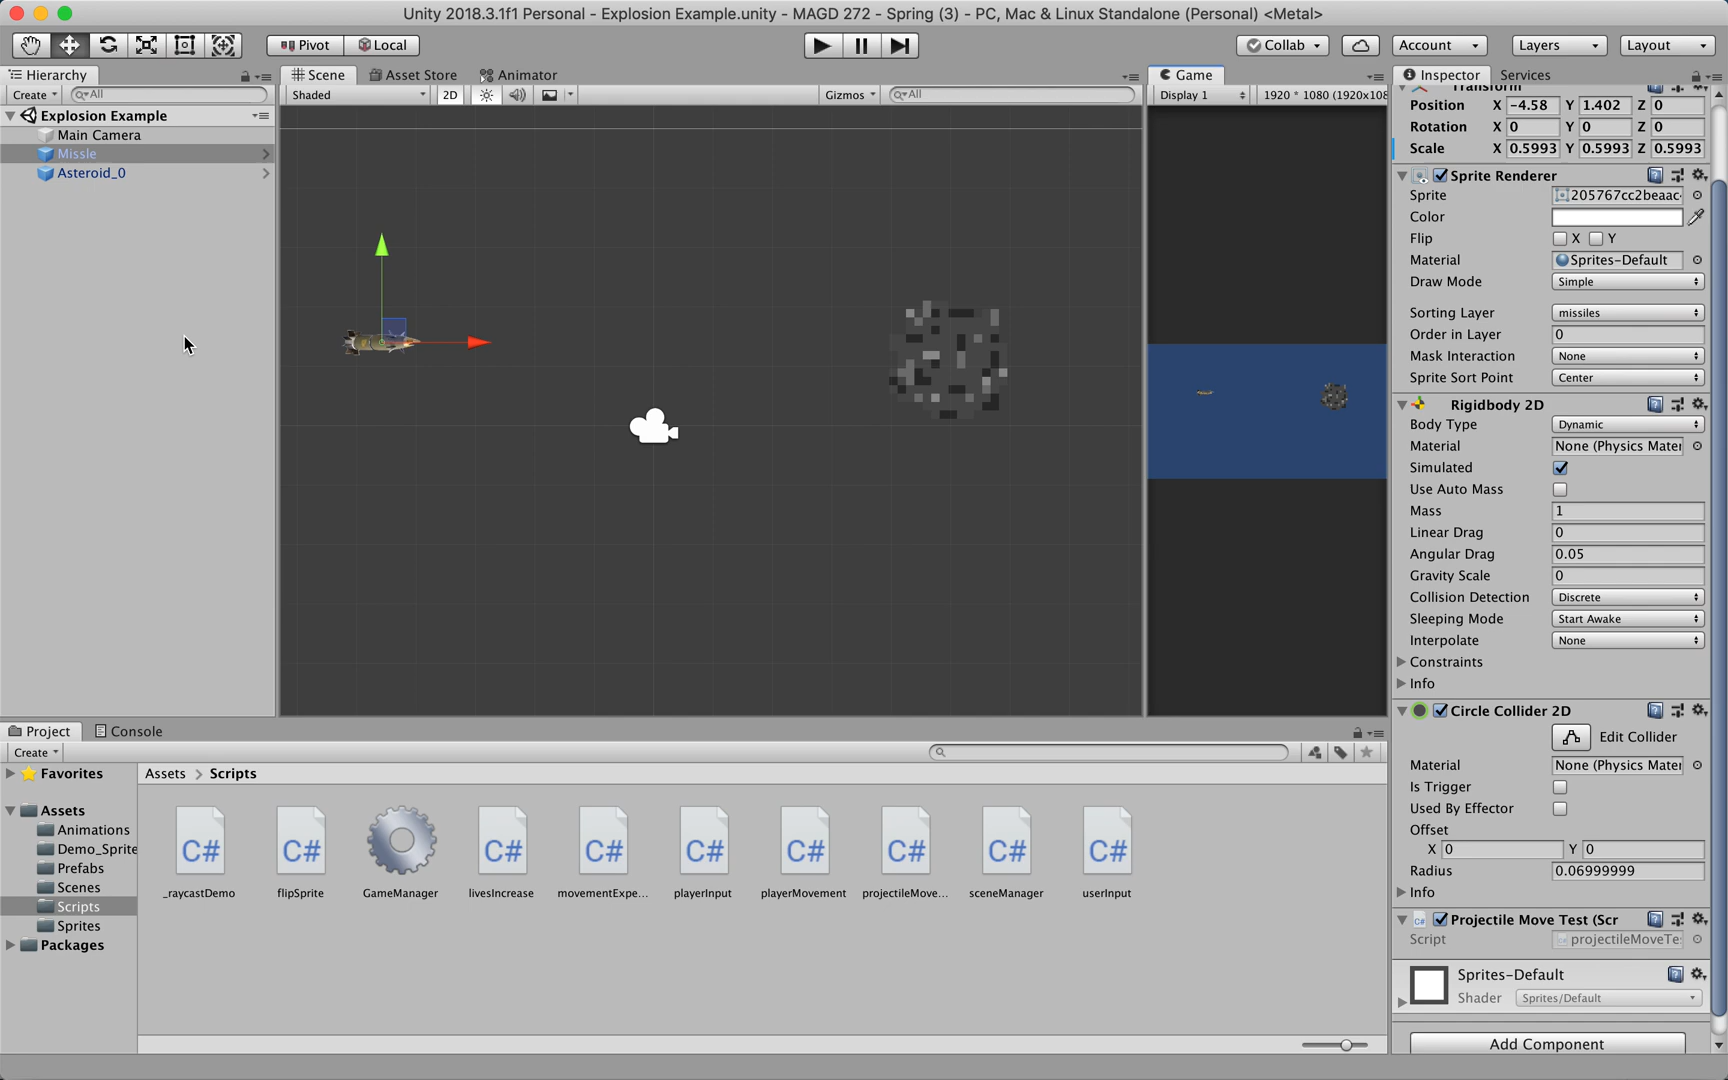 Unity 2018.3.1f1 Personal - Explosion Example.unity - MAGD 272 - Spring (3) - PC, Mac & Linux Standalone (Personal) <Metal>
Pivot Local Collab Account Layers Layout
Hierarchy
Create All
Explosion Example
Main Camera
Missle
Asteroid_0
Scene Asset Store Animator
Shaded 2D Gizmos All
Game
Display 1 1920 * 1080 (1920x108
Inspector Services
Transform
Position X -4.58 Y 1.402 Z 0
Rotation X 0 Y 0 Z 0
Scale X 0.5993 Y 0.5993 Z 0.5993
Sprite Renderer
Sprite 205767cc2beaac
Color
Flip X Y
Material Sprites-Default
Draw Mode Simple
Sorting Layer missiles
Order in Layer 0
Mask Interaction None
Sprite Sort Point Center
Rigidbody 2D
Body Type Dynamic
Material None (Physics Mater
Simulated
Use Auto Mass
Mass 1
Linear Drag 0
Angular Drag 0.05
Gravity Scale 0
Collision Detection Discrete
Sleeping Mode Start Awake
Interpolate None
Constraints
Info
Circle Collider 2D
Edit Collider
Material None (Physics Mater
Is Trigger
Used By Effector
Offset
X 0 Y 0
Radius 0.06999999
Info
Projectile Move Test (Scr
Script projectileMoveTe
Sprites-Default
Shader Sprites/Default
Add Component
Project Console
Create
Favorites
Assets
Animations
Demo_Sprite
Prefabs
Scenes
Scripts
Sprites
Packages
Assets > Scripts
C# C# C# C# C# C# C# C# C#
_raycastDemo flipSprite GameManager livesIncrease movementExpe... playerInput playerMovement projectileMove... sceneManager userInput